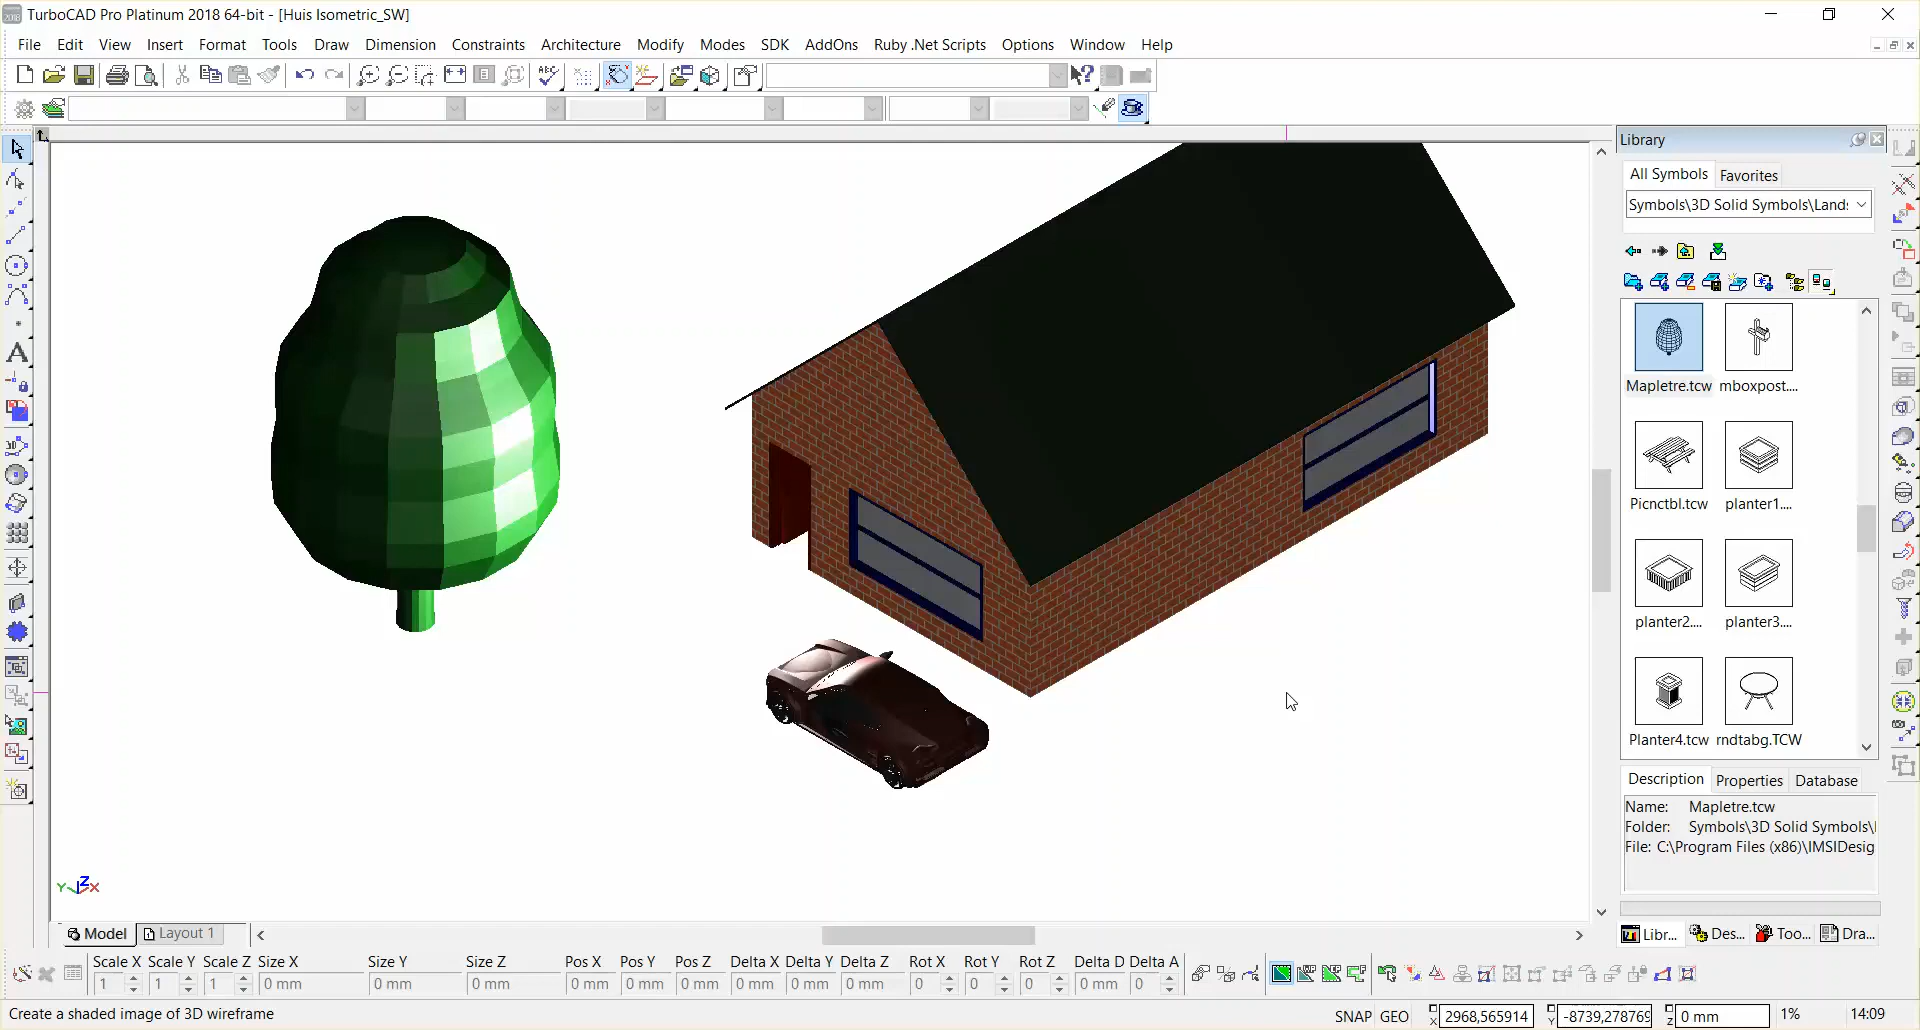 TurboCAD Pro Platinum 2018 64-bit - [Huis Isometric_SW]
File Edit View Insert Format Tools Draw Dimension Constraints Architecture Modify Modes SDK AddOns Ruby .Net Scripts Options Window Help
Library
All Symbols Favorites
Symbols\3D Solid Symbols\Land
Mapletre.tcw mboxpost....
Picnctbl.tcw planter1....
planter2.... planter3....
Planter4.tcw rndtabg.TCW
Description Properties Database
Name: Mapletre.tcw
Folder: Symbols\3D Solid Symbols\
File: C:\Program Files (x86)\IMSIDesig
Y Z X
Model Layout 1
Libr... Des... Too... Dra...
Scale X Scale Y Scale Z Size X Size Y Size Z Pos X Pos Y Pos Z Delta X Delta Y Delta Z Rot X Rot Y Rot Z Delta D Delta A
1 1 1 0 mm 0 mm 0 mm 0 mm 0 mm 0 mm 0 mm 0 mm 0 mm 0 0 0 0 mm 0
Create a shaded image of 3D wireframe
SNAP GEO X 2968,565914 Y -8739,278769 Z 0 mm 1% 14:09